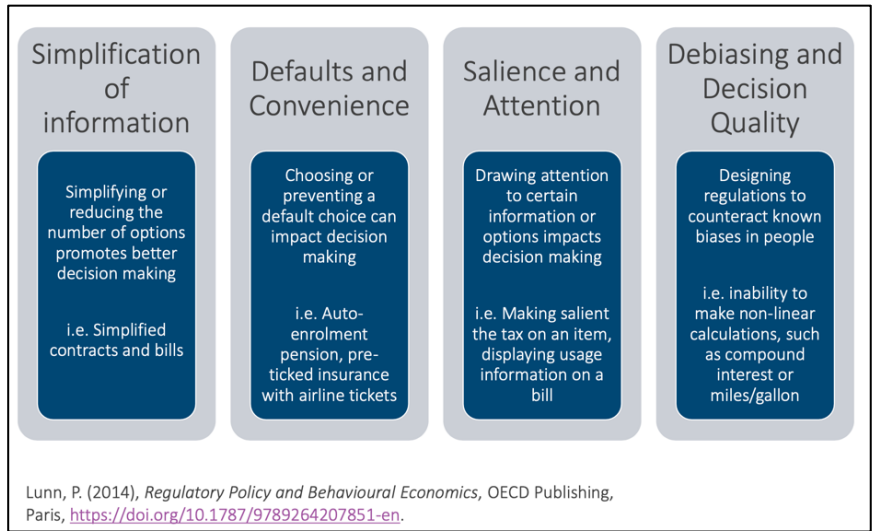 Simplification
of
information
Simplifying or
reducing the
number of options
promotes better
decision making
i.e. Simplified
contracts and bills
Defaults and
Convenience
Choosing or
preventing a
default choice can
impact decision
making
i.e. Auto-
enrolment
pension, pre-
ticked insurance
with airline tickets
Salience and
Attention
Drawing attention
to certain
information or
options impacts
decision making
i.e. Making salient
the tax on an item,
displaying usage
information on a
bill
Debiasing and
Decision
Quality
Designing
regulations to
counteract known
biases in people
i.e. inability to
make non-linear
calculations, such
as compound
interest or
miles/gallon
Lunn, P. (2014), Regulatory Policy and Behavioural Economics, OECD Publishing,
Paris, https://doi.org/10.1787/9789264207851-en.